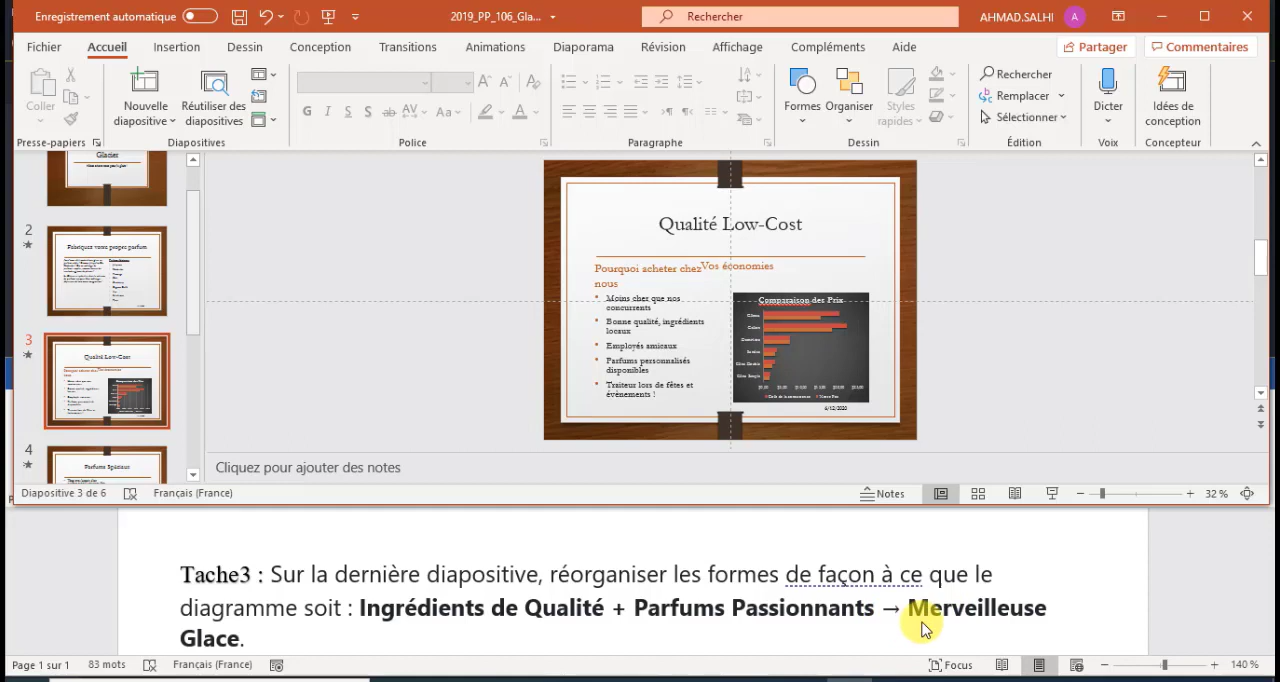 Enregistrement automatique
2019_PP_106_Gla...
Rechercher
AHMAD.SALHI
A
Fichier Accueil Insertion Dessin Conception Transitions Animations Diaporama Révision Affichage Compléments Aide
Partager
Commentaires
Coller
Nouvelle
diapositive
Réutiliser des
diapositives
G I S S ab AV Aa
A
Formes
Organiser
Styles
rapides
Rechercher
Remplacer
Sélectionner
Dicter
Idées de
conception
Presse-papiers
Diapositives
Police
Paragraphe
Dessin
Édition
Voix
Concepteur
Glacier
2
Fabriquez votre propre parfum
3
Qualité Low-Cost
4
Parfums Spéciaux
Qualité Low-Cost
Pourquoi acheter chez
nous
Vos économies
Moins cher que nos
concurrents
Bonne qualité, ingrédients
locaux
Employés amicaux
Parfums personnalisés
disponibles
Traiteur lors de fêtes et
événements !
Comparaison des Prix
6/12/2020
Cliquez pour ajouter des notes
Diapositive 3 de 6
Français (France)
Notes
32 %
Tache3 : Sur la dernière diapositive, réorganiser les formes de façon à ce que le
diagramme soit : Ingrédients de Qualité + Parfums Passionnants → Merveilleuse
Glace.
Page 1 sur 1
83 mots
Français (France)
Focus
140 %